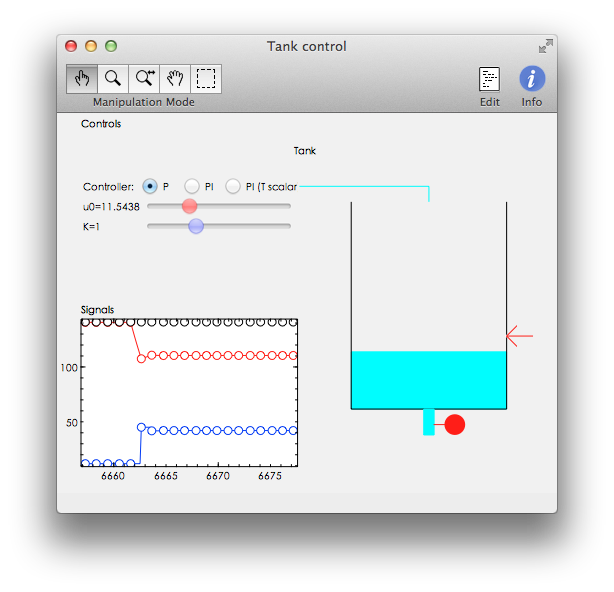 Tank control
Manipulation Mode
Edit
Info
Controls
Tank
Controller:
P
PI
PI (T scalar
u0=11.5438
K=1
Signals
100
50
6660
6665
6670
6675